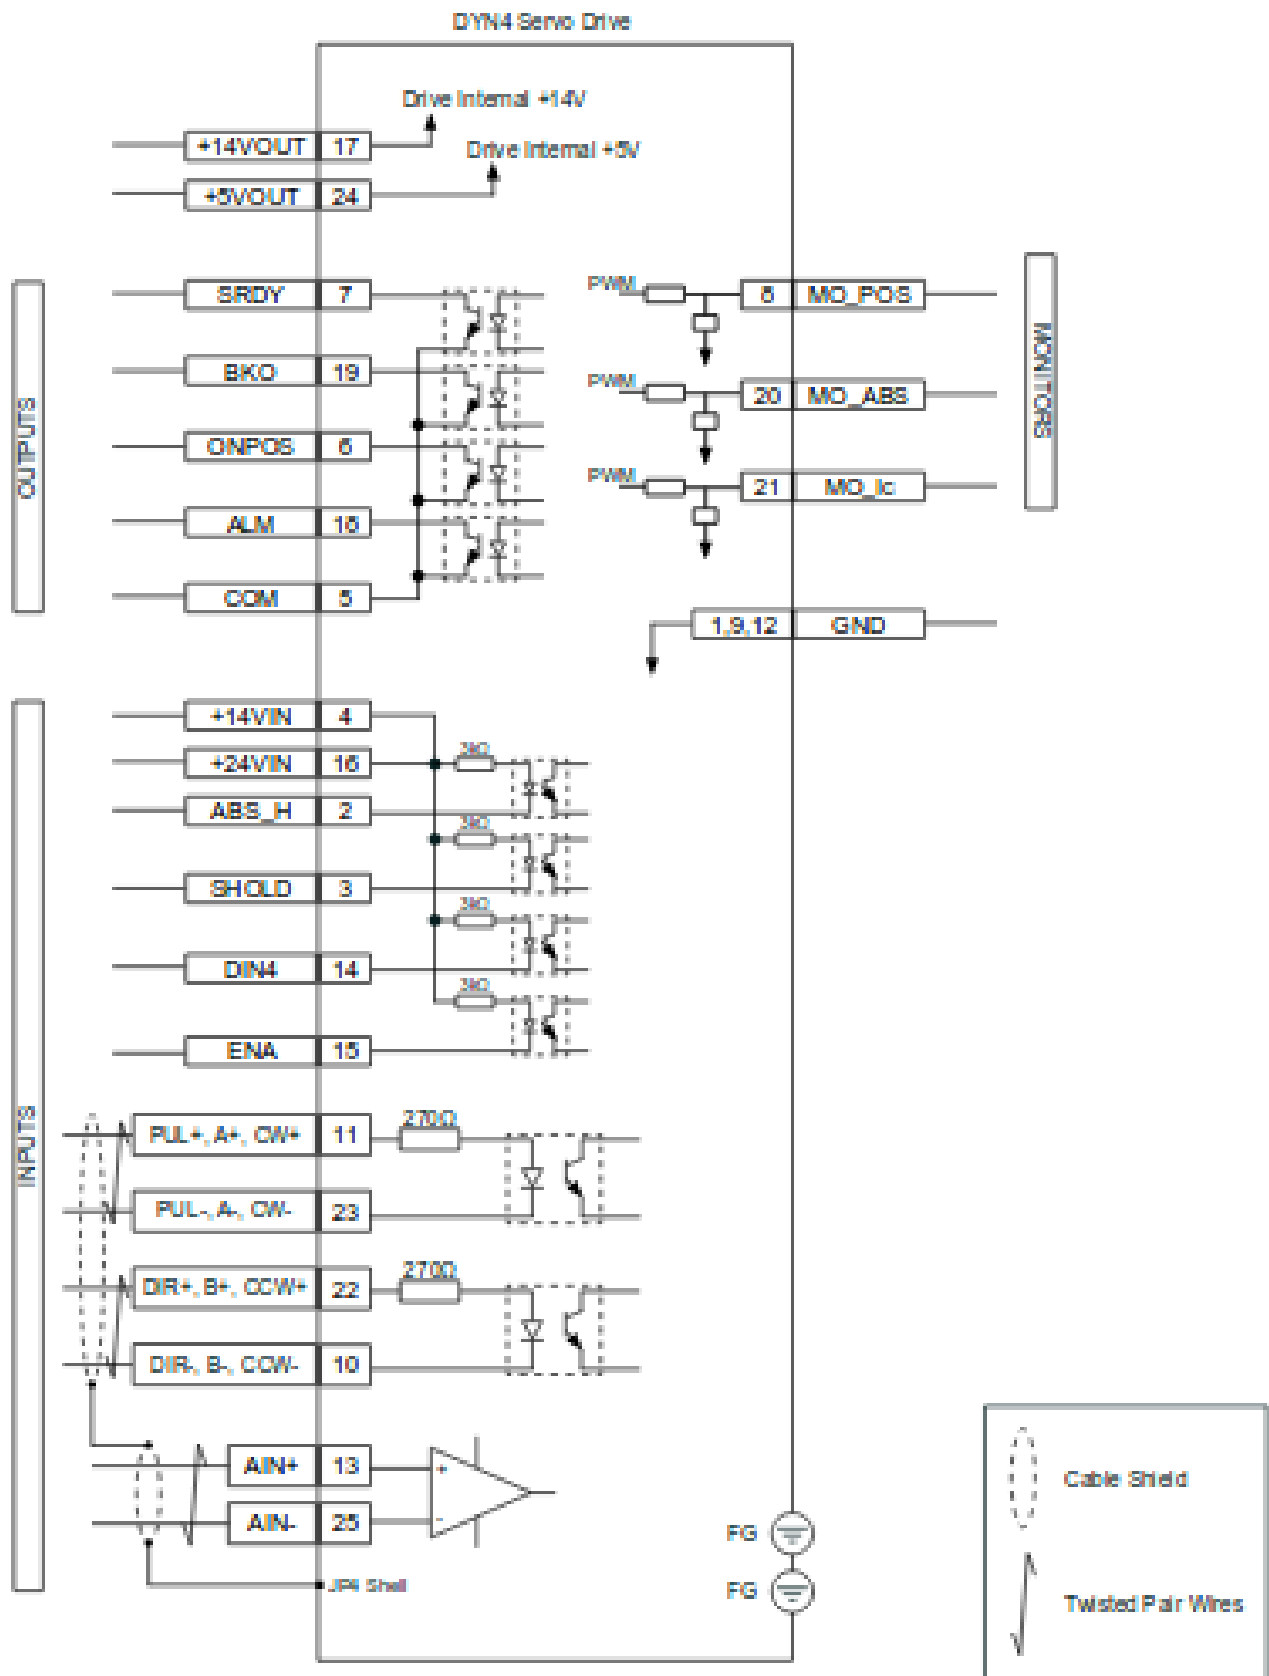 DYN4 Servo Drive
Drive Internal +14V
+14VOUT 17
Drive Internal +5V
+5VOUT 24
OUTPUTS
SRDY 7
BKO 19
ONPOS 6
ALM 18
COM 5
PWM 8 MO_POS
PWM 20 MO_ABS
PWM 21 MO_Ic
MONITORS
1,9,12 GND
INPUTS
+14VIN 4
+24VIN 16
2kΩ
ABS_H 2
2kΩ
SHOLD 3
2kΩ
DIN4 14
2kΩ
ENA 15
270Ω
PUL+, A+, CW+ 11
PUL-, A-, CW- 23
270Ω
DIR+, B+, CCW+ 22
DIR-, B-, CCW- 10
AIN+ 13
+
AIN- 25
-
JP4 Shell
FG
FG
Cable Shield
Twisted Pair Wires